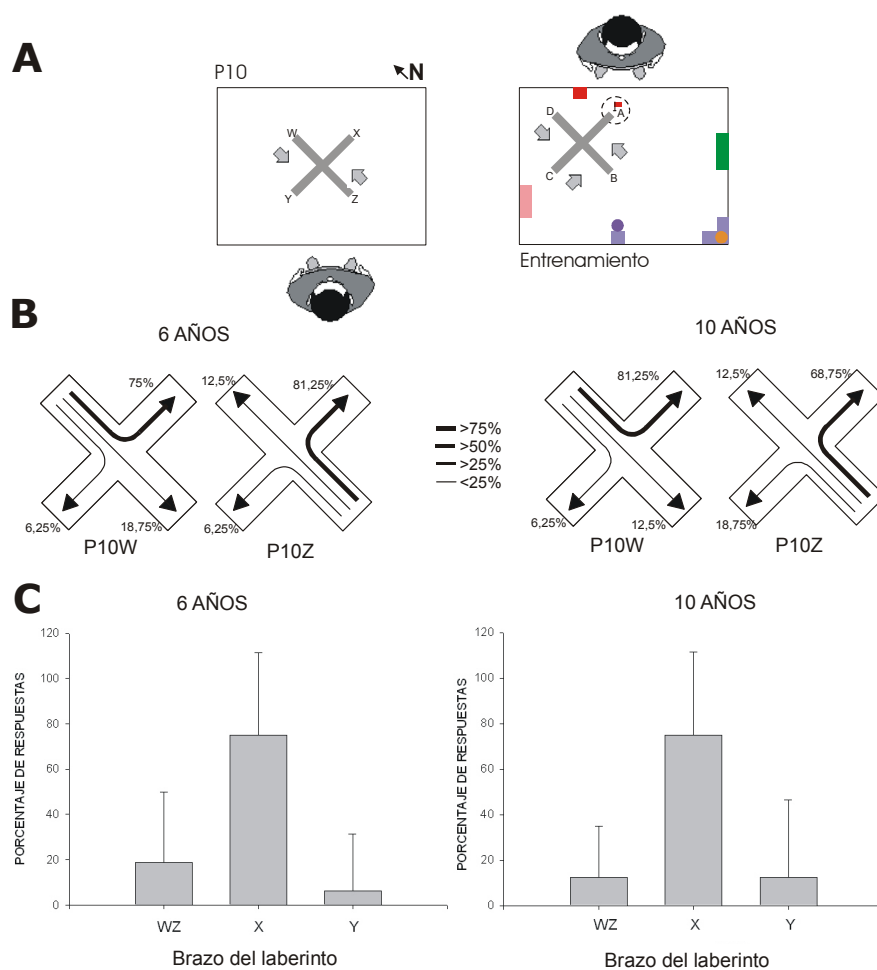 A
P10
N
W
X
Y
Z
D
A
C
B
Entrenamiento
B
6 AÑOS
10 AÑOS
75%
6,25%
18,75%
P10W
12,5%
81,25%
6,25%
P10Z
>75%
>50%
>25%
<25%
81,25%
6,25%
12,5%
P10W
12,5%
68,75%
18,75%
P10Z
C
6 AÑOS
PORCENTAJE DE RESPUESTAS
120
100
80
60
40
20
0
WZ
X
Y
Brazo del laberinto
10 AÑOS
PORCENTAJE DE RESPUESTAS
120
100
80
60
40
20
0
WZ
X
Y
Brazo del laberinto